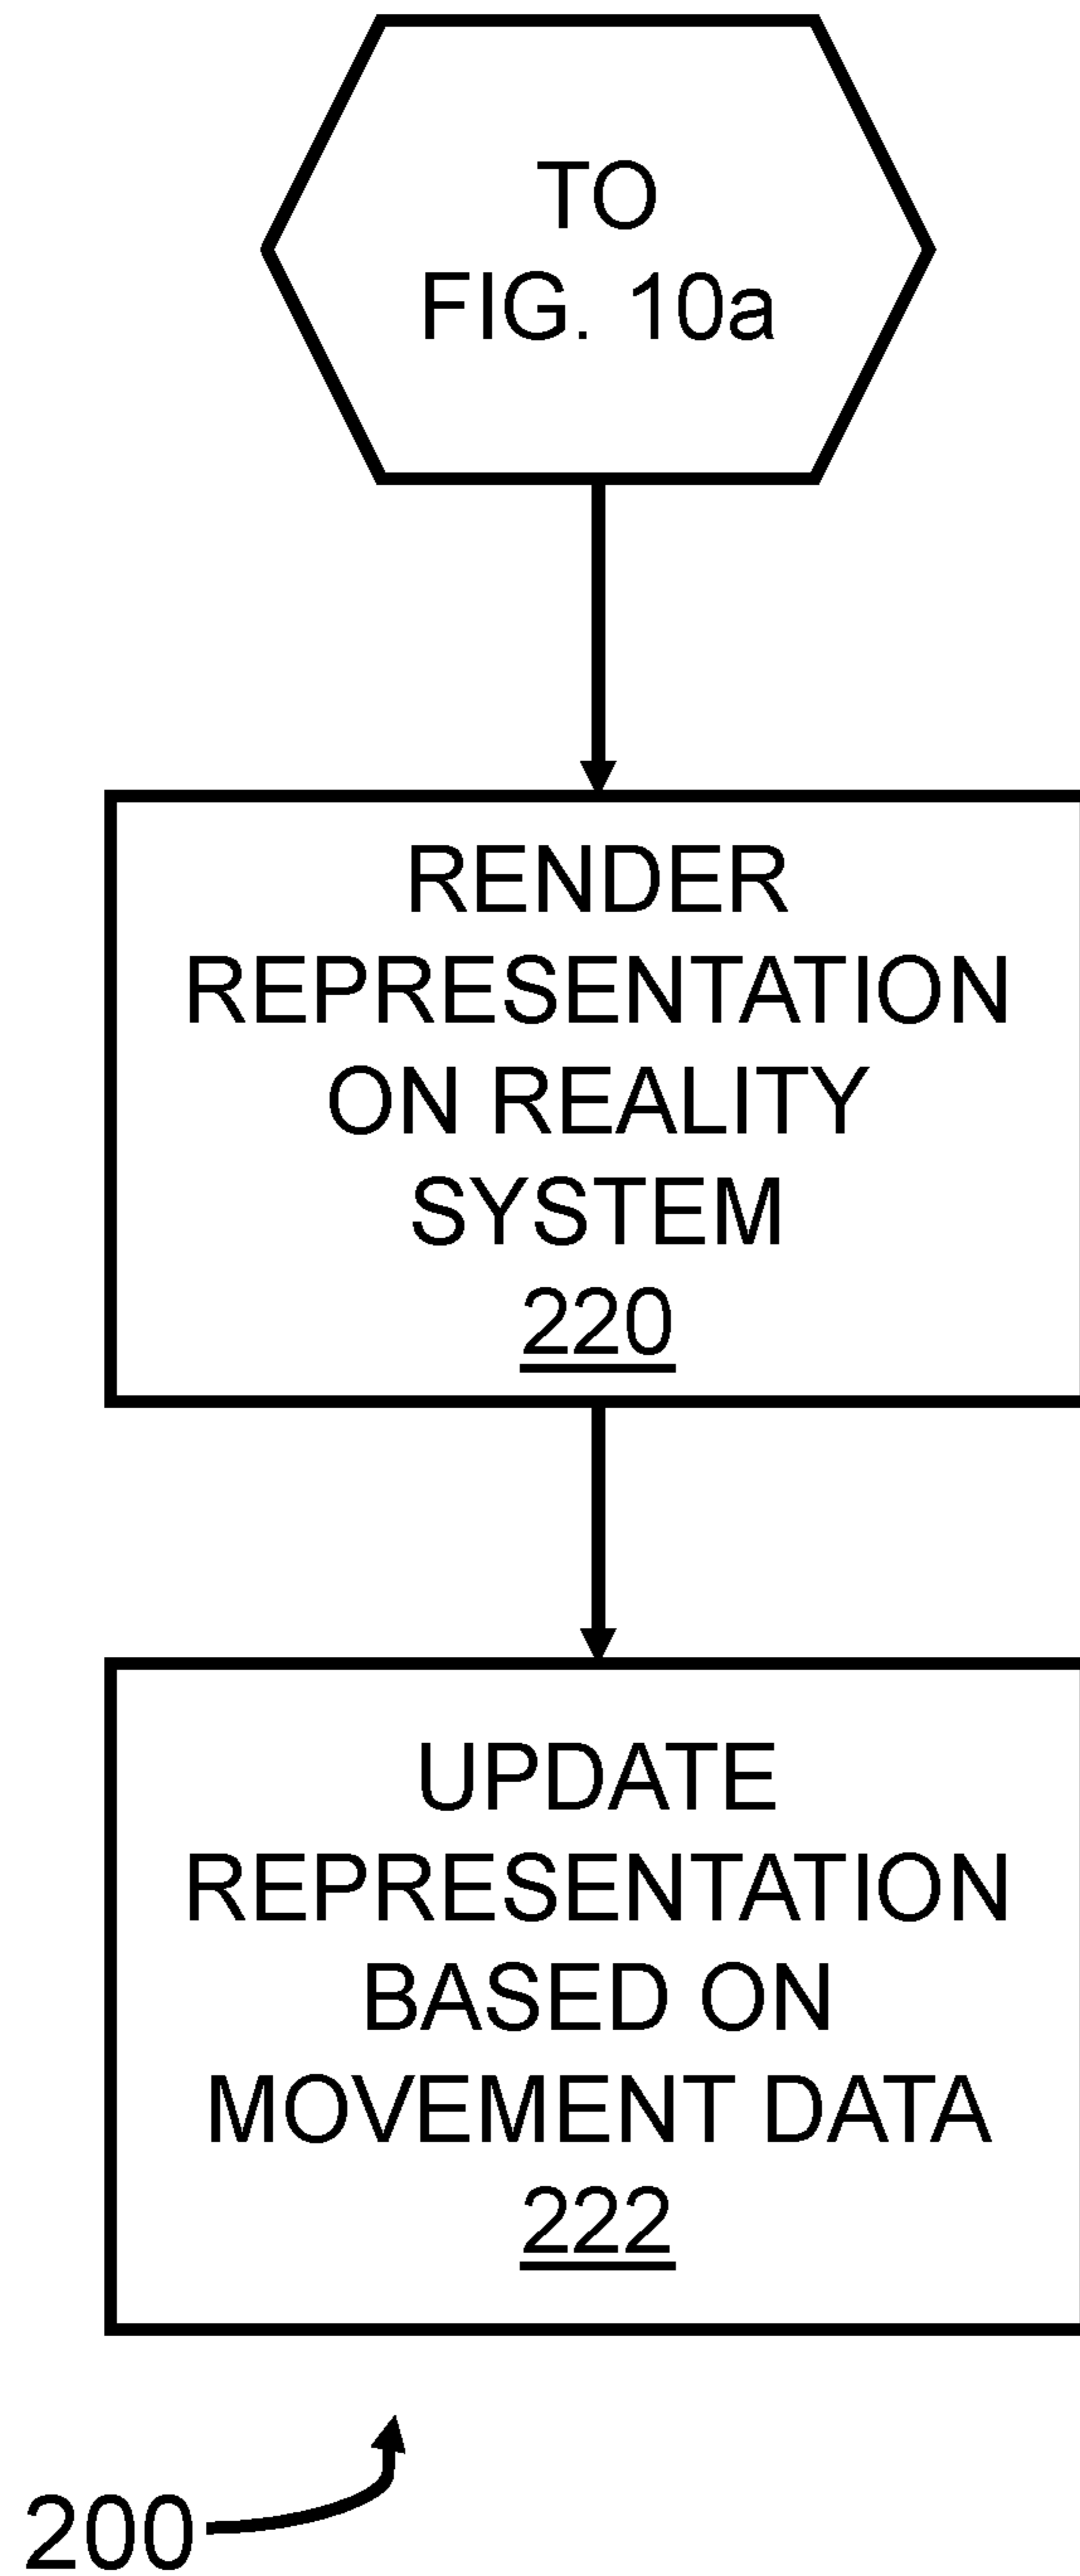 TO
FIG. 10a
RENDER
REPRESENTATION
ON REALITY
SYSTEM
220
UPDATE
REPRESENTATION
BASED ON
MOVEMENT DATA
222
200